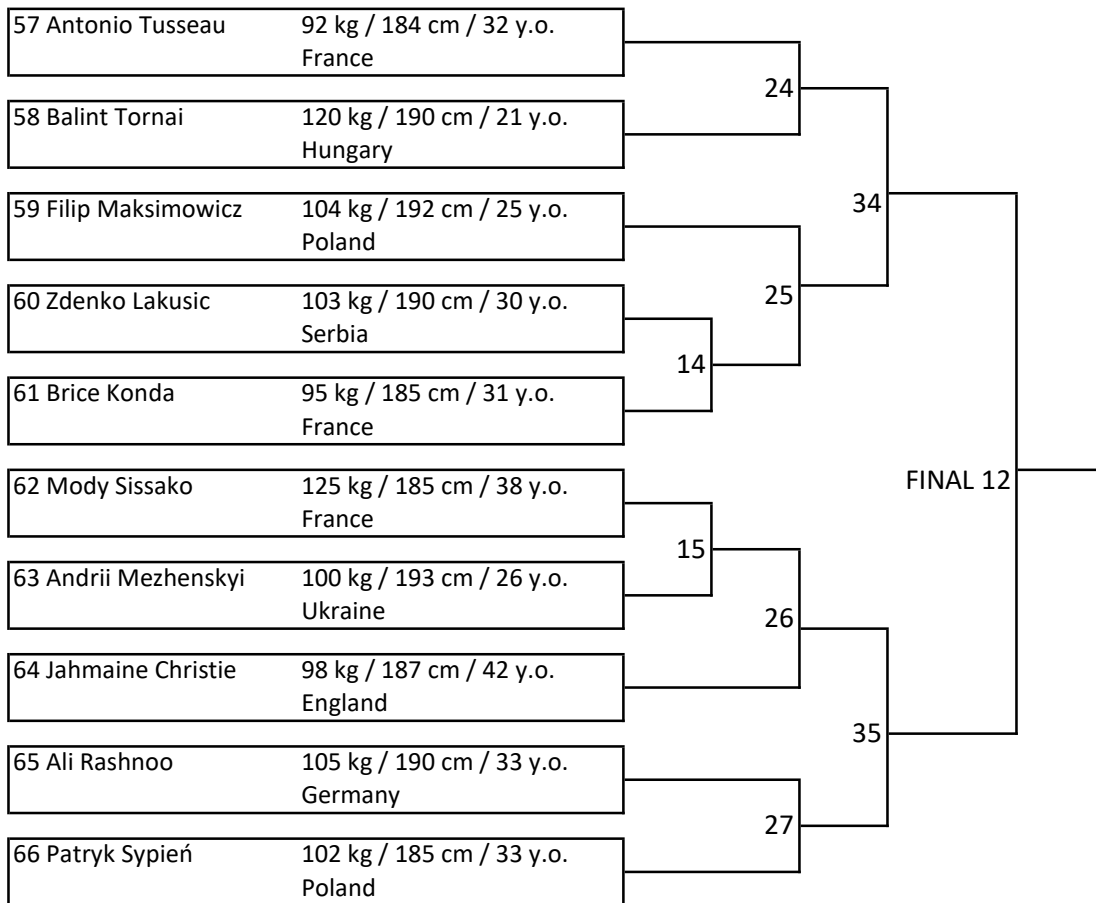 57 Antonio Tusseau 92 kg / 184 cm / 32 y.o.
France
24
58 Balint Tornai 120 kg / 190 cm / 21 y.o.
Hungary
34
59 Filip Maksimowicz 104 kg / 192 cm / 25 y.o.
Poland
25
60 Zdenko Lakusic 103 kg / 190 cm / 30 y.o.
Serbia
14
61 Brice Konda 95 kg / 185 cm / 31 y.o.
France
FINAL 12
62 Mody Sissako 125 kg / 185 cm / 38 y.o.
France
15
63 Andrii Mezhenskyi 100 kg / 193 cm / 26 y.o.
Ukraine
26
64 Jahmaine Christie 98 kg / 187 cm / 42 y.o.
England
35
65 Ali Rashnoo 105 kg / 190 cm / 33 y.o.
Germany
27
66 Patryk Sypień 102 kg / 185 cm / 33 y.o.
Poland